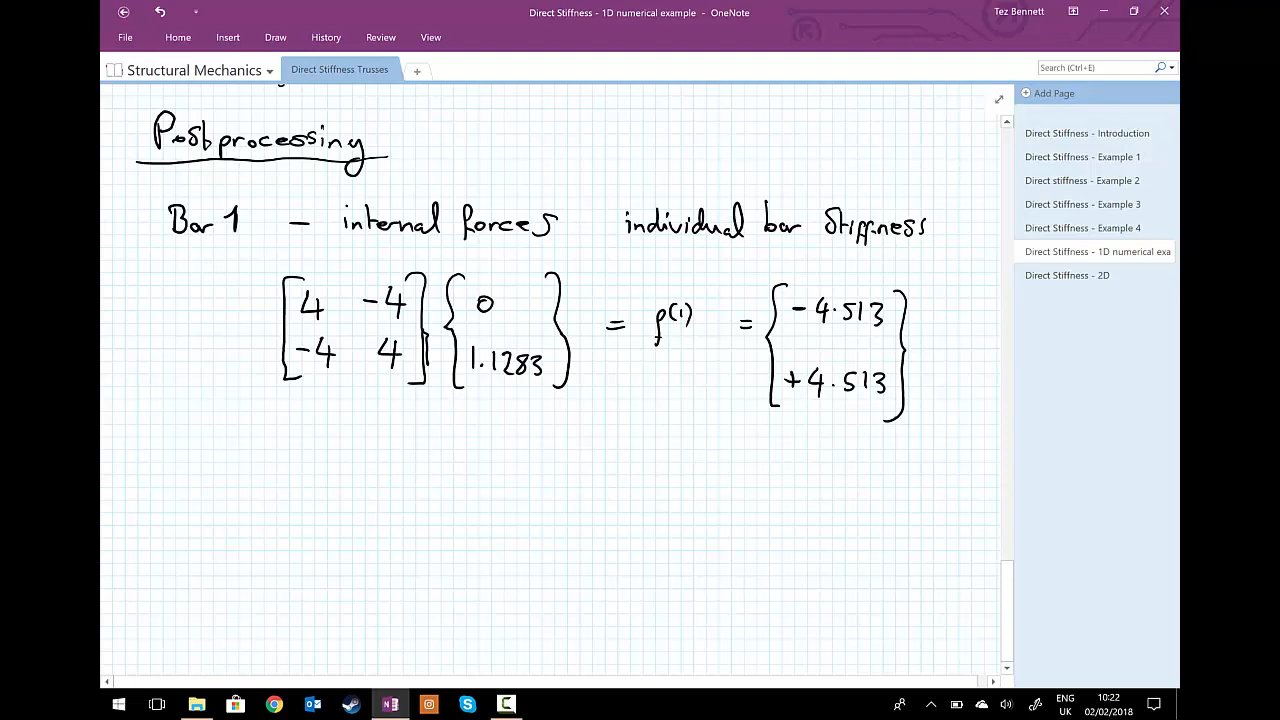 Direct Stiffness - 1D numerical example - OneNote
Tez Bennett
File Home Insert Draw History Review View
Structural Mechanics
Direct Stiffness Trusses
Search (Ctrl+E)
Add Page
Direct Stiffness - Introduction
Direct Stiffness - Example 1
Direct stiffness - Example 2
Direct Stiffness - Example 3
Direct Stiffness - Example 4
Direct Stiffness - 1D numerical exa
Direct Stiffness - 2D
Postprocessing
Bar 1 - internal forces individual bar stiffness
[4 -4] {0} = f(1) = {-4.513}
[-4 4] {1.1283} {+4.513}
ENG 10:22
UK 02/02/2018